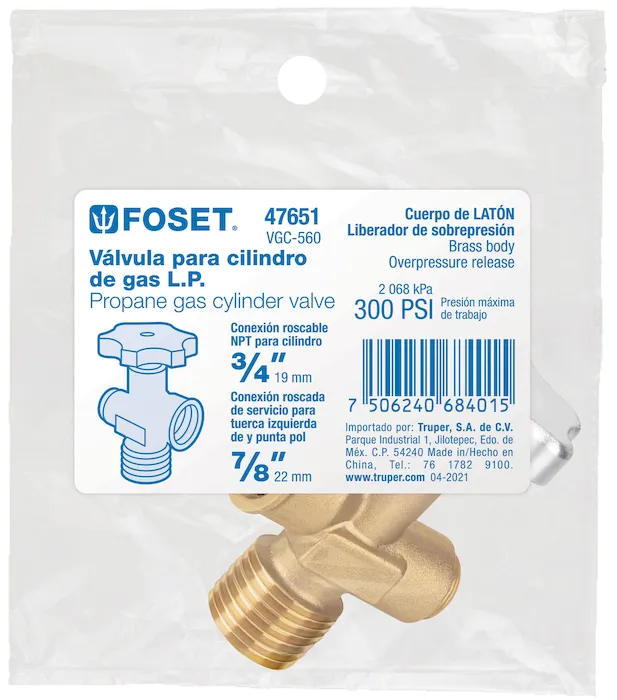 FOSET®
47651
VGC-560
Válvula para cilindro
de gas L.P.
Propane gas cylinder valve
Conexión roscable
NPT para cilindro
3/4" 19 mm
Conexión roscada
de servicio para
tuerca izquierda
de y punta pol
7/8" 22 mm
Cuerpo de LATÓN
Liberador de sobrepresión
Brass body
Overpressure release
2 068 kPa
300 PSI
Presión máxima
de trabajo
7 506240 684015
Importado por: Truper, S.A. de C.V.
Parque Industrial 1, Jilotepec, Edo. de
Méx. C.P. 54240 Made in/Hecho en
China, Tel.: 76 1782 9100.
www.truper.com 04-2021